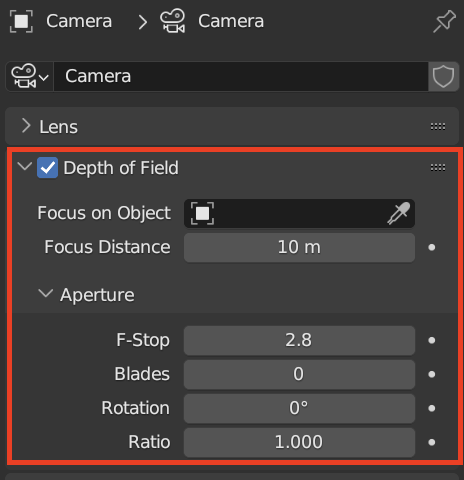 Camera > Camera
Camera
Lens
Depth of Field
Focus on Object
Focus Distance 10 m
Aperture
F-Stop 2.8
Blades 0
Rotation 0°
Ratio 1.000